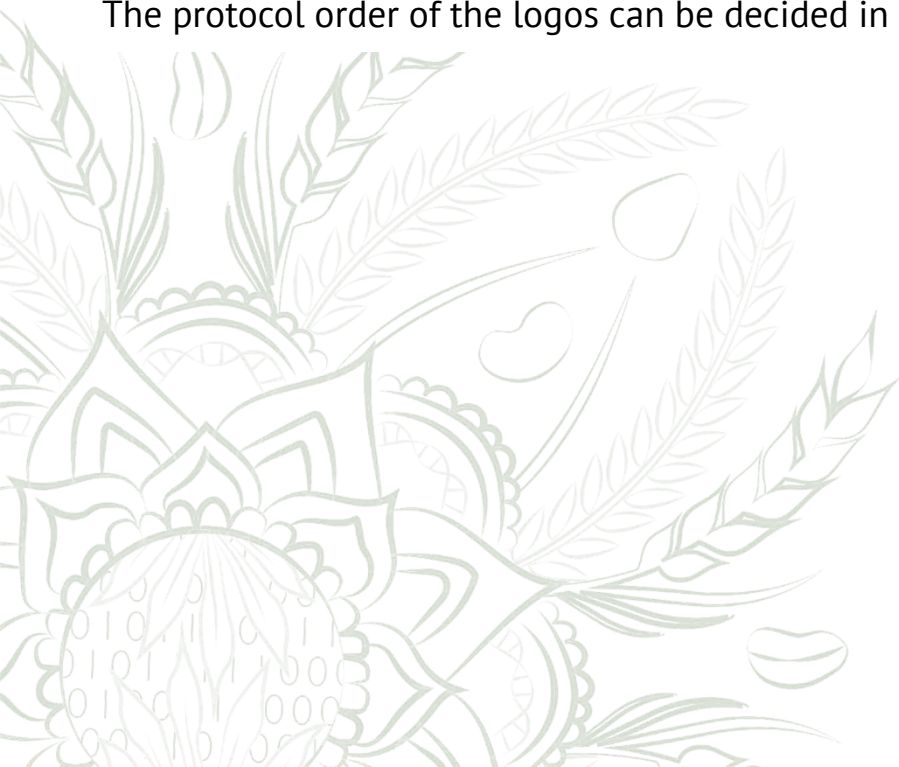 The protocol order of the logos can be decided in